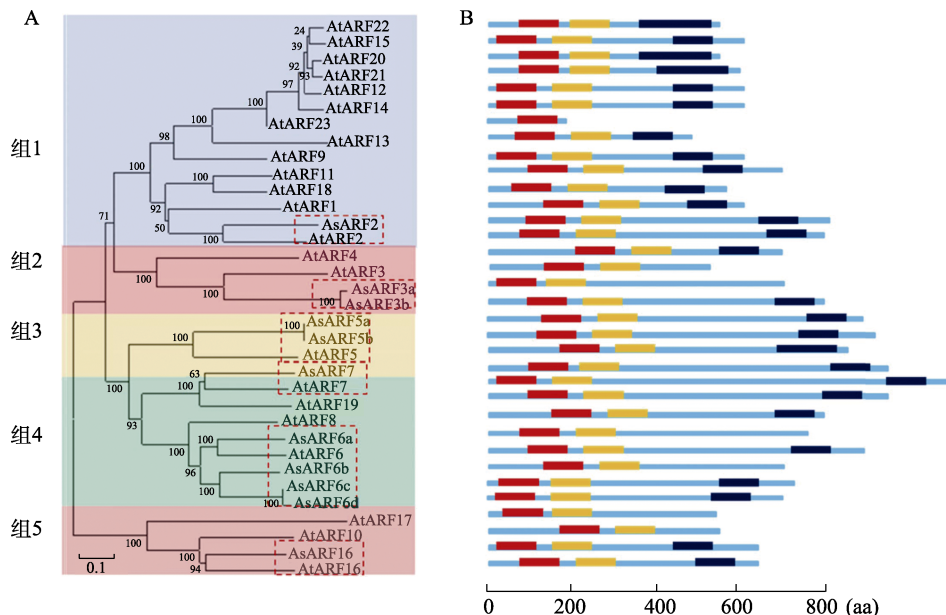 A
B
24
AtARF22
39
AtARF15
92
AtARF20
93
AtARF21
97
AtARF12
AtARF14
100
AtARF23
100
AtARF13
98
组1
AtARF9
100
AtARF11
100
AtARF18
92
AtARF1
71
50
AsARF2
100
AtARF2
组2
AtARF4
AtARF3
100
100
AsARF3a
100
AsARF3b
组3
AsARF5a
100
AsARF5b
100
AtARF5
63
AsARF7
100
100
AtARF7
AtARF19
93
AtARF8
组4
100
AsARF6a
AtARF6
96
AsARF6b
100
AsARF6c
100
AsARF6d
组5
AtARF17
100
AtARF10
100
AsARF16
94
AtARF16
0.1
0 200 400 600 800 (aa)